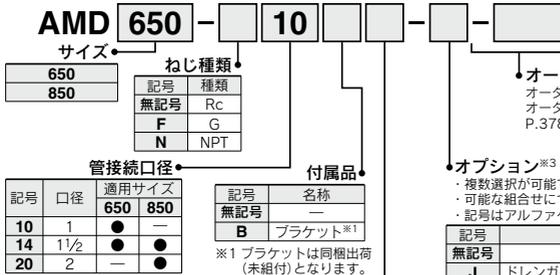 AMD 650 - 10 - -
サイズ
650
850
ねじ種類
記号 種類
無記号 Rc
F G
N NPT
管接続口径
記号 口径 適用サイズ
650 850
10 1 ● —
14 1½ ● ●
20 2 — ●
付属品
記号 名称
無記号 —
B ブラケット※1
※1 ブラケットは同梱出荷
(未組付)となります。
オー
オーダ
オーダ
P.378
オプション※3
・複数選択が可能
・可能な組合せに
・記号はアルファ
記号
無記号
J ドレンガ